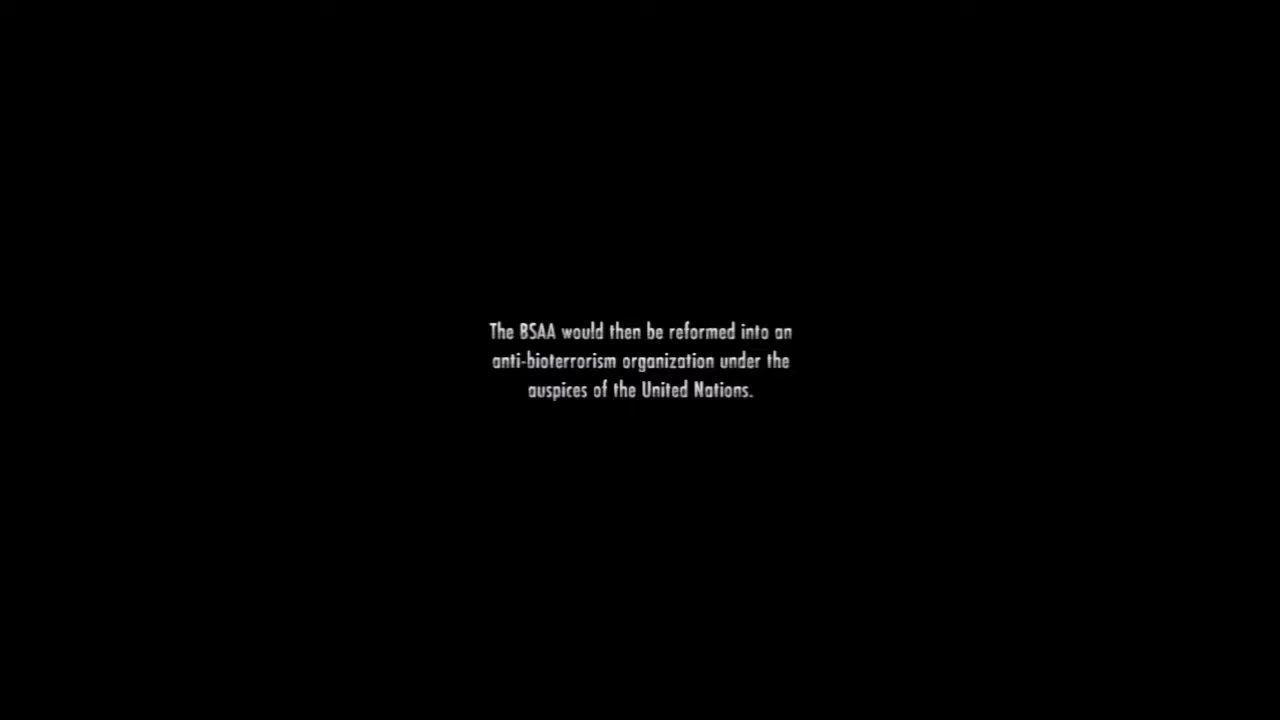 The BSAA would then be reformed into an
anti-bioterrorism organization under the
auspices of the United Nations.